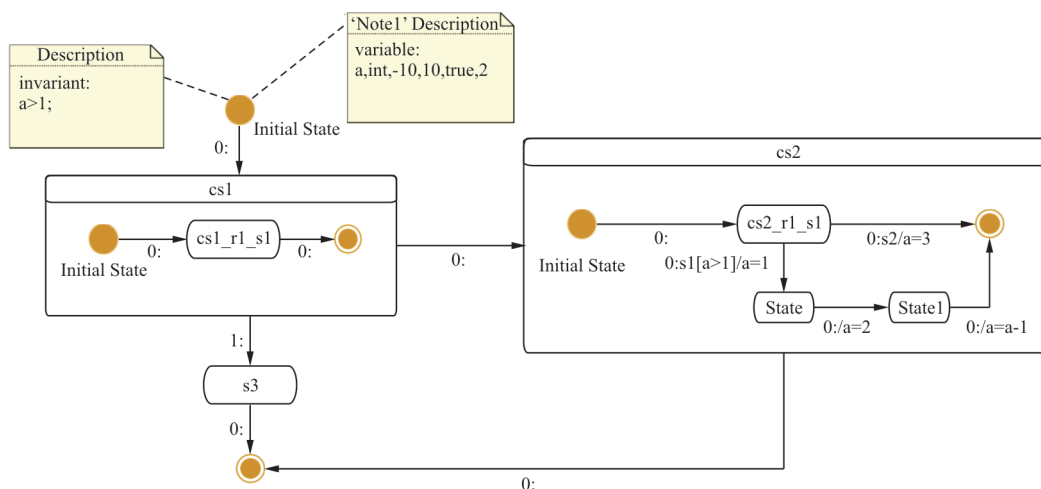 Description
invariant:
a>1;
‘Note1’ Description
variable:
a,int,-10,10,true,2
Initial State
0:
cs1
cs1_r1_s1
0:
0:
Initial State
0:
cs2
cs2_r1_s1
0:
0:s2/a=3
Initial State
0:s1[a>1]/a=1
State
State1
0:/a=2
0:/a=a-1
1:
s3
0:
0: